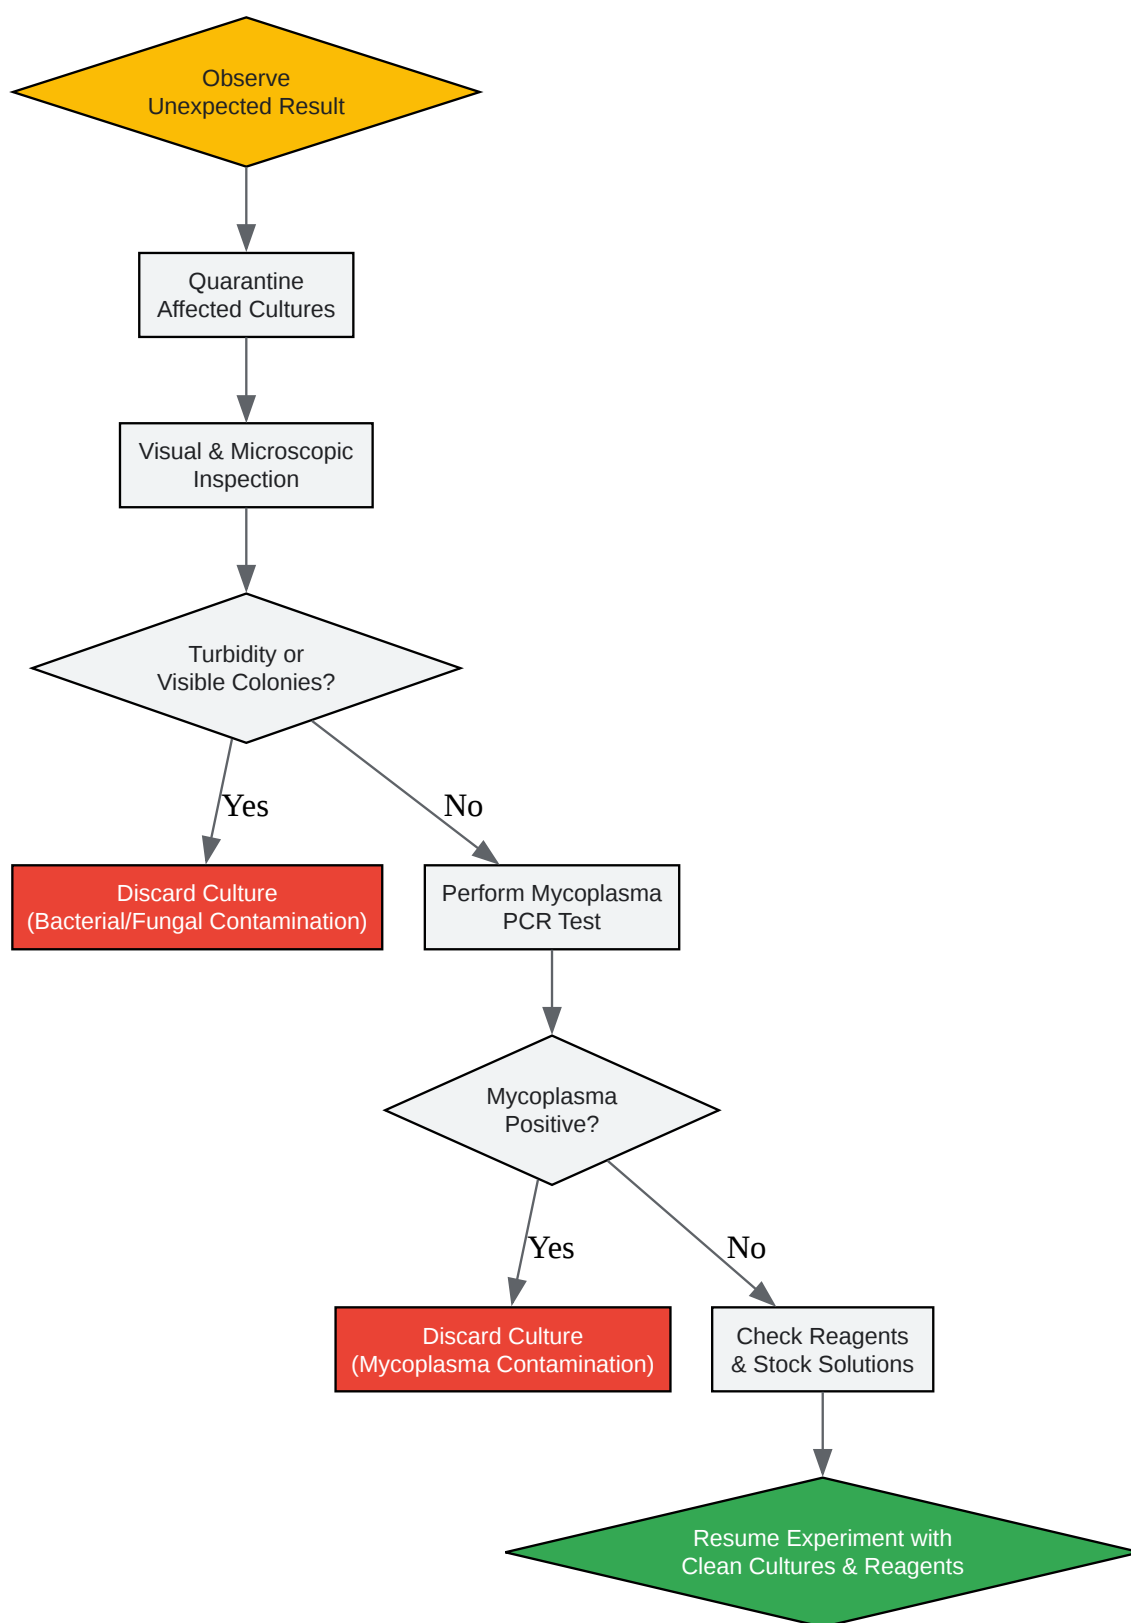 Observe
Unexpected Result
Quarantine
Affected Cultures
Visual & Microscopic
Inspection
Turbidity or
Visible Colonies?
Yes
No
Discard Culture
(Bacterial/Fungal Contamination)
Perform Mycoplasma
PCR Test
Mycoplasma
Positive?
Yes
No
Discard Culture
(Mycoplasma Contamination)
Check Reagents
& Stock Solutions
Resume Experiment with
Clean Cultures & Reagents